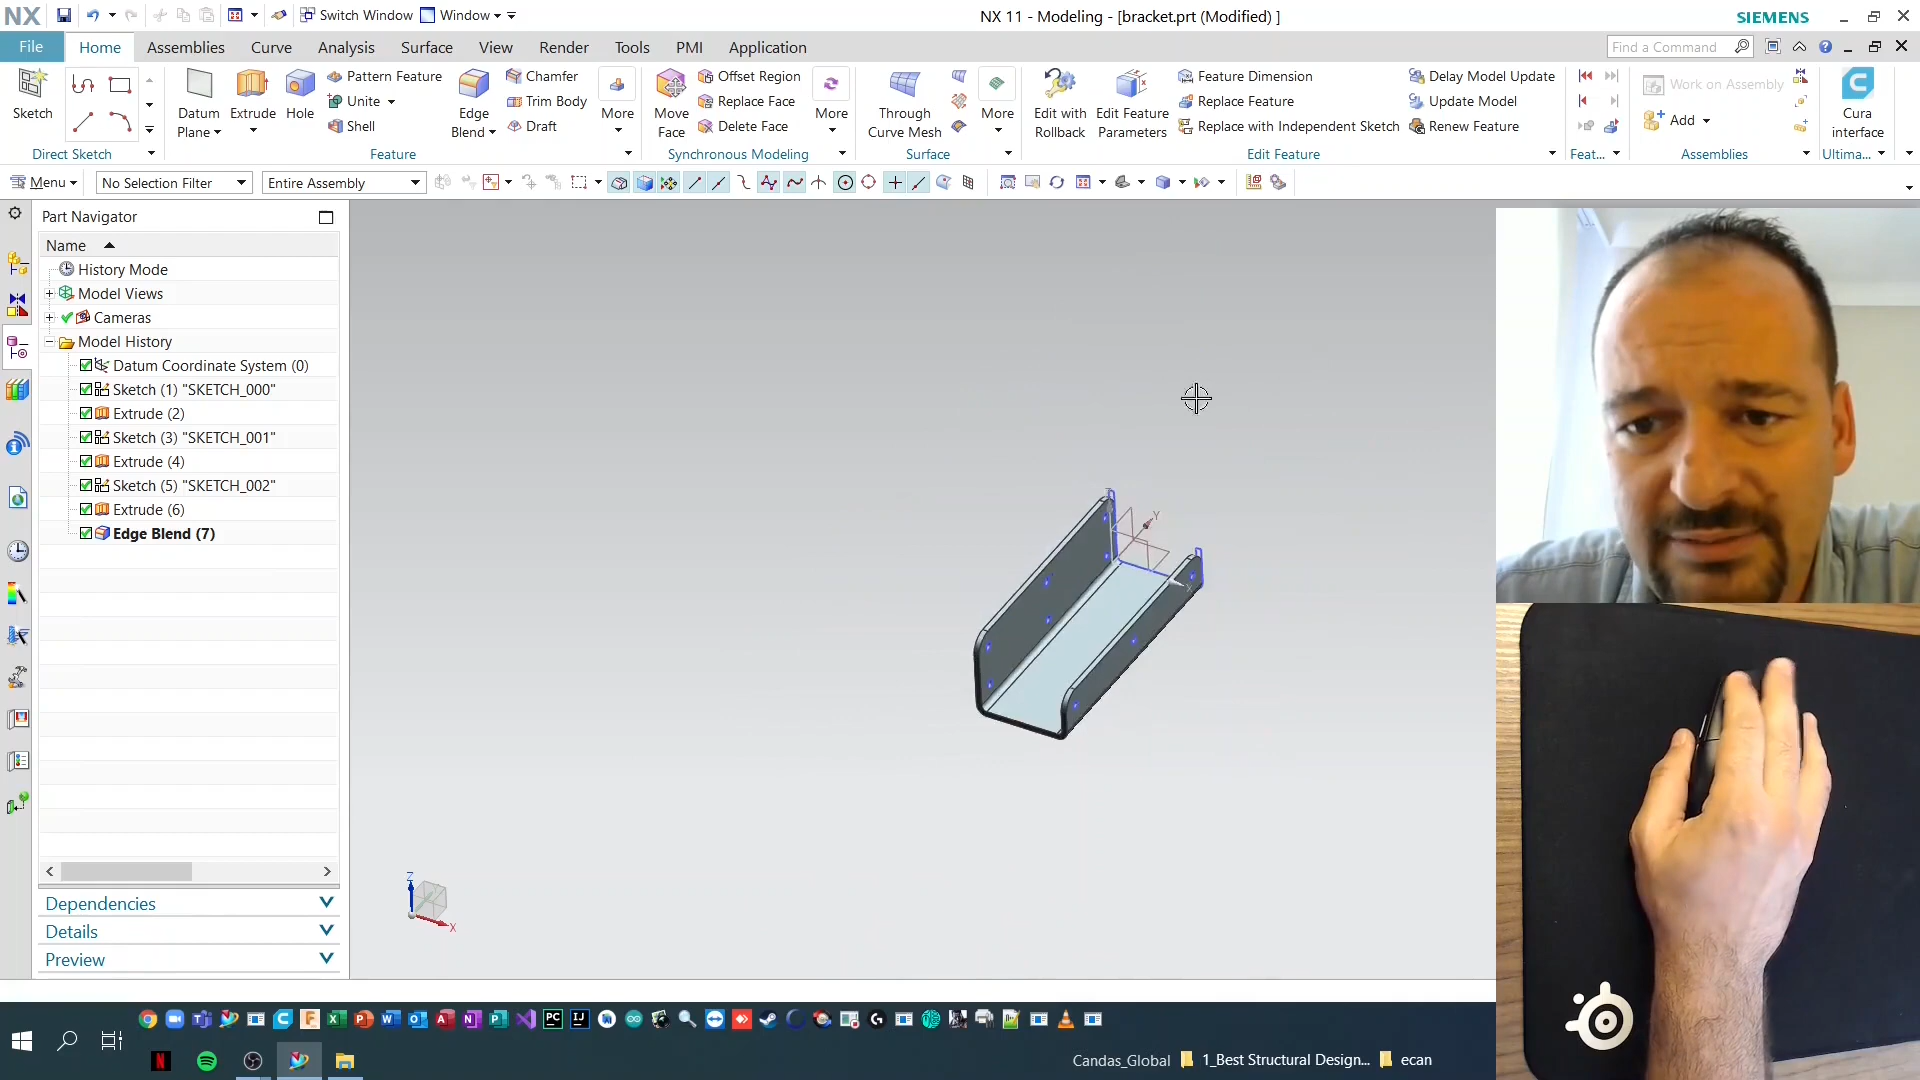 NX
Switch Window
Window
NX 11 - Modeling - [bracket.prt (Modified) ]
SIEMENS
File
Home
Assemblies
Curve
Analysis
Surface
View
Render
Tools
PMI
Application
Find a Command
Sketch
Direct Sketch
Datum
Plane
Extrude
Hole
Pattern Feature
Unite
Shell
Edge
Blend
Chamfer
Trim Body
Draft
More
Feature
Move
Face
Offset Region
Replace Face
Delete Face
More
Synchronous Modeling
Through
Curve Mesh
More
Surface
Edit with
Rollback
Edit Feature
Parameters
Feature Dimension
Replace Feature
Replace with Independent Sketch
Delay Model Update
Update Model
Renew Feature
Edit Feature
Feat...
Work on Assembly
Add
Assemblies
Cura
interface
Ultima...
Menu
No Selection Filter
Entire Assembly
Part Navigator
Name
History Mode
Model Views
Cameras
Model History
Datum Coordinate System (0)
Sketch (1) "SKETCH_000"
Extrude (2)
Sketch (3) "SKETCH_001"
Extrude (4)
Sketch (5) "SKETCH_002"
Extrude (6)
Edge Blend (7)
Dependencies
Details
Preview
Z
Y
X
Z
X
PC
IJ
Candas_Global
1_Best Structural Design...
ecan